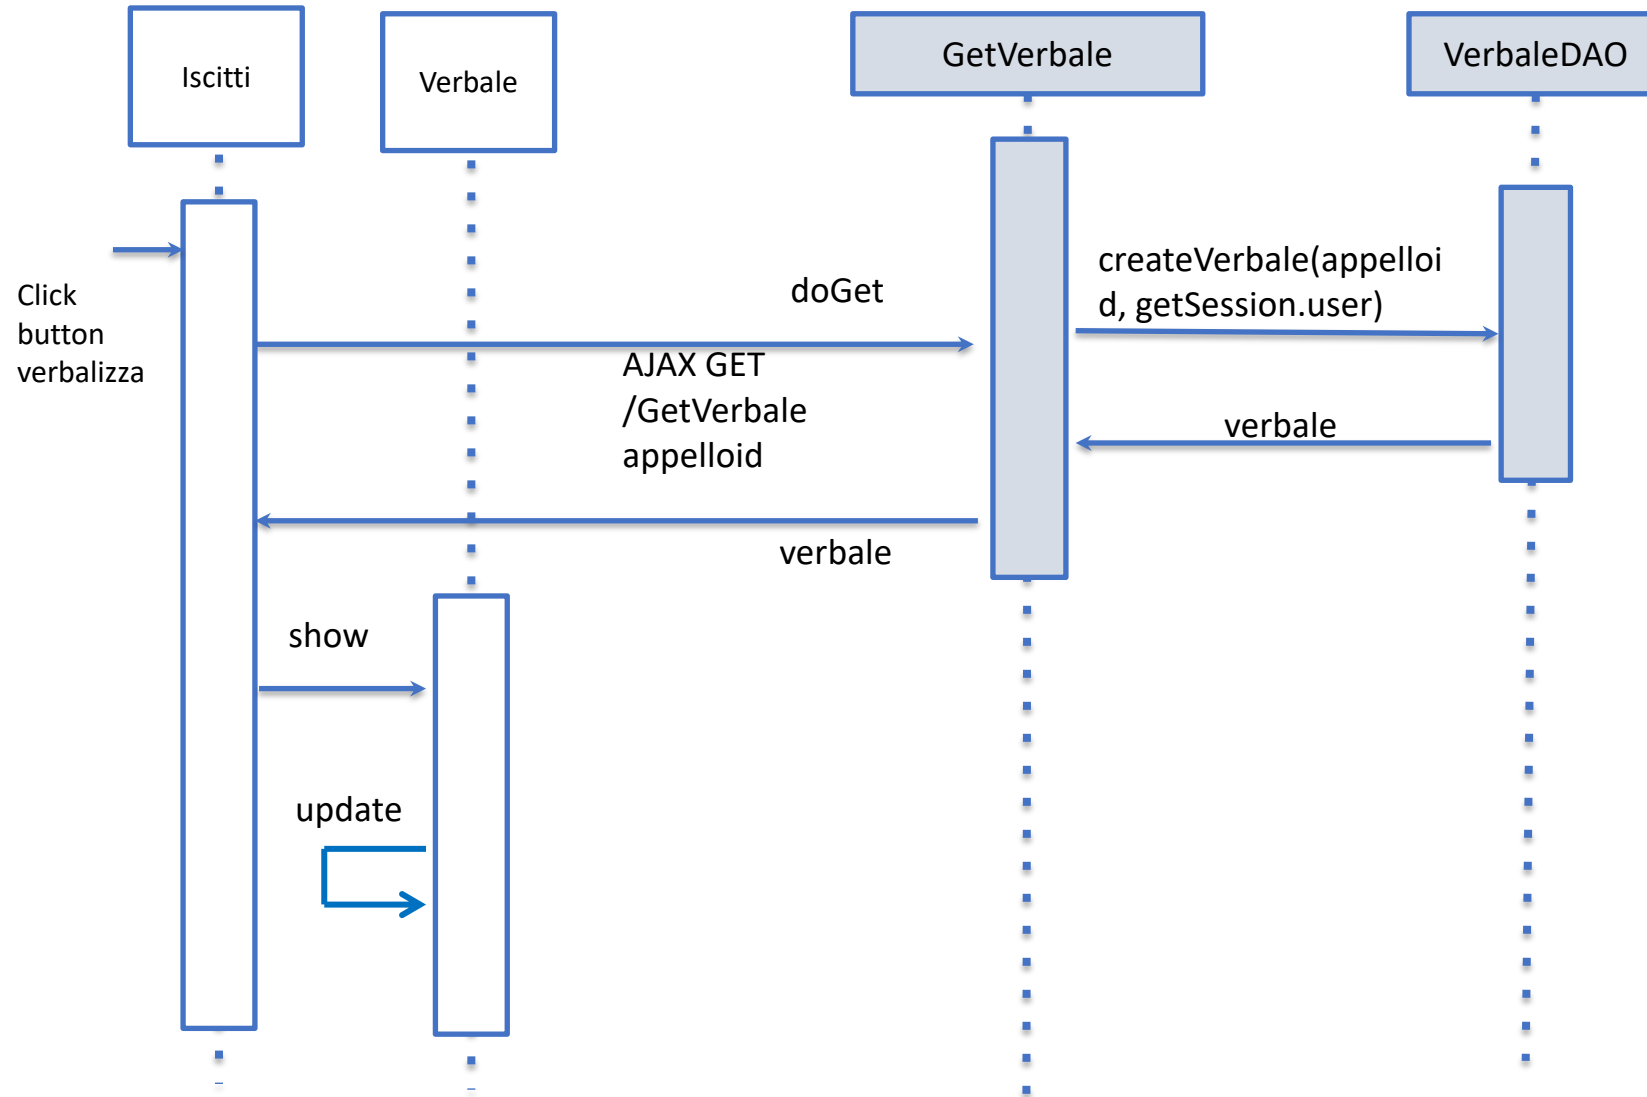 Iscitti
Verbale
GetVerbale
VerbaleDAO
Click
button
verbalizza
doGet
AJAX GET
/GetVerbale
appelloid
createVerbale(appelloi
d, getSession.user)
verbale
verbale
show
update